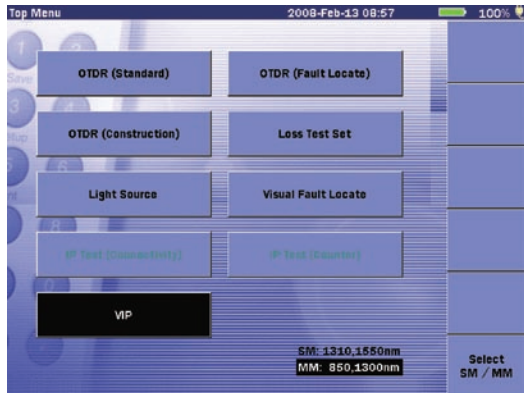 Top Menu 2008-Feb-13 08:57 100%
OTDR (Standard) OTDR (Fault Locate)
Save
OTDR (Construction) Loss Test Set
Light Source Visual Fault Locate
IP Test (Connectivity) IP Test (Counter)
VIP
SM: 1310,1550nm
MM: 850,1300nm
Select
SM / MM